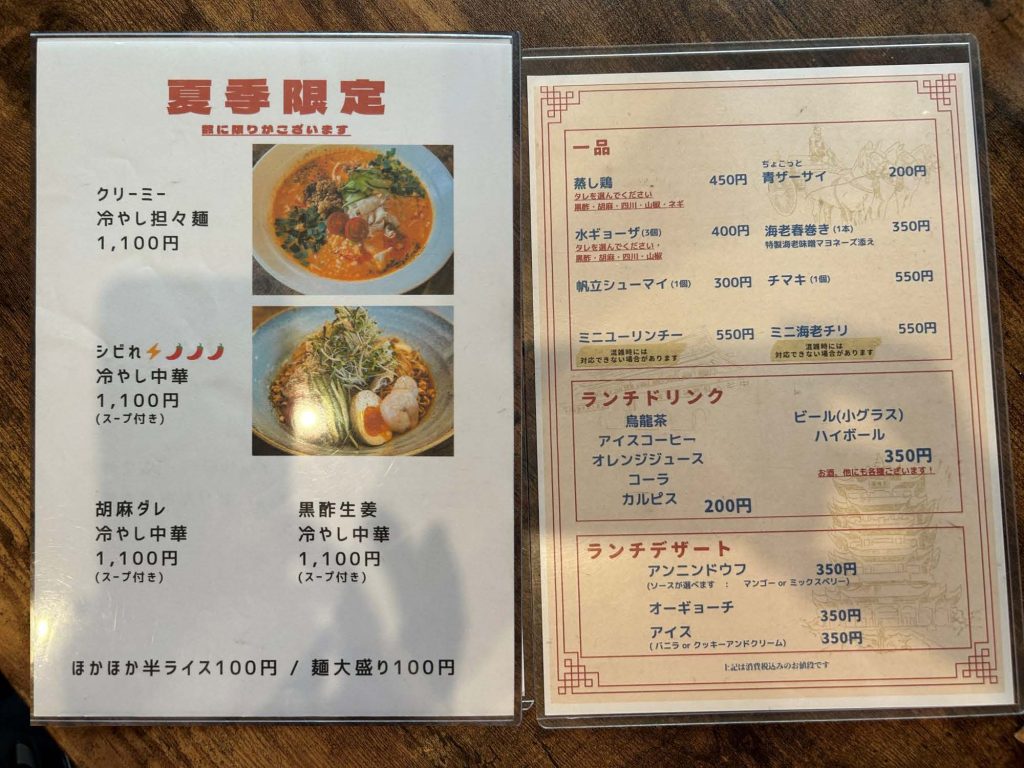 夏季限定
数に限りがございます
クリーミー
冷やし担々麺
1,100円
シビれ⚡🌶🌶🌶
冷やし中華
1,100円
(スープ付き)
胡麻ダレ
冷やし中華
1,100円
(スープ付き)
黒酢生姜
冷やし中華
1,100円
(スープ付き)
ほかほか半ライス100円 / 麺大盛り100円
一品
蒸し鶏 450円
タレを選んでください
黒酢・胡麻・四川・山椒・ネギ
ちょこっと
青ザーサイ 200円
水ギョーザ(3個) 400円
タレを選んでください・
黒酢・胡麻・四川・山椒
海老春巻き(1本) 350円
特製海老味噌マヨネーズ添え
帆立シューマイ(1個) 300円
チマキ(1個) 550円
ミニユーリンチー 550円
混雑時には
対応できない場合があります
ミニ海老チリ 550円
混雑時には
対応できない場合があります
ランチドリンク
烏龍茶
アイスコーヒー
オレンジジュース
コーラ
カルピス
200円
ビール(小グラス)
ハイボール
350円
お酒、他にも各種ございます！
ランチデザート
アンニンドウフ 350円
(ソースが選べます ： マンゴー or ミックスベリー)
オーギョーチ 350円
アイス 350円
(バニラ or クッキーアンドクリーム)
上記は消費税込みのお値段です